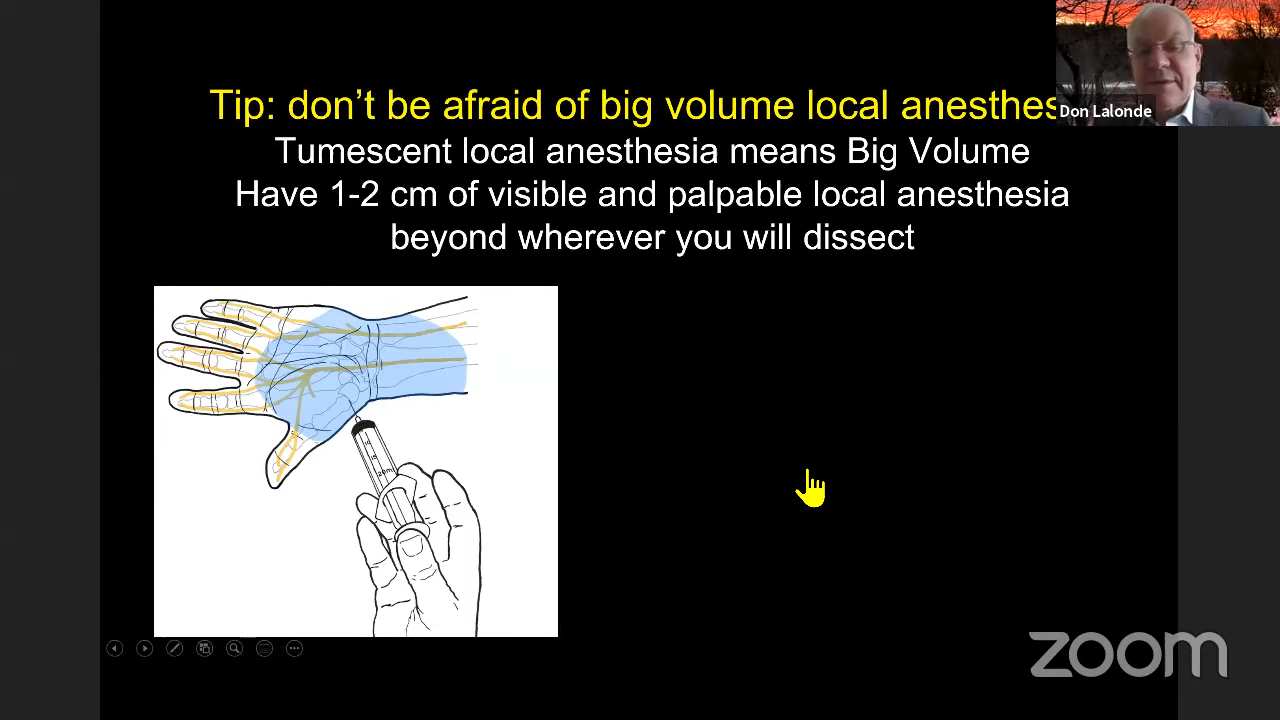 Tip: don't be afraid of big volume local anesthes
Don Lalonde
Tumescent local anesthesia means Big Volume
Have 1-2 cm of visible and palpable local anesthesia
beyond wherever you will dissect
zoom